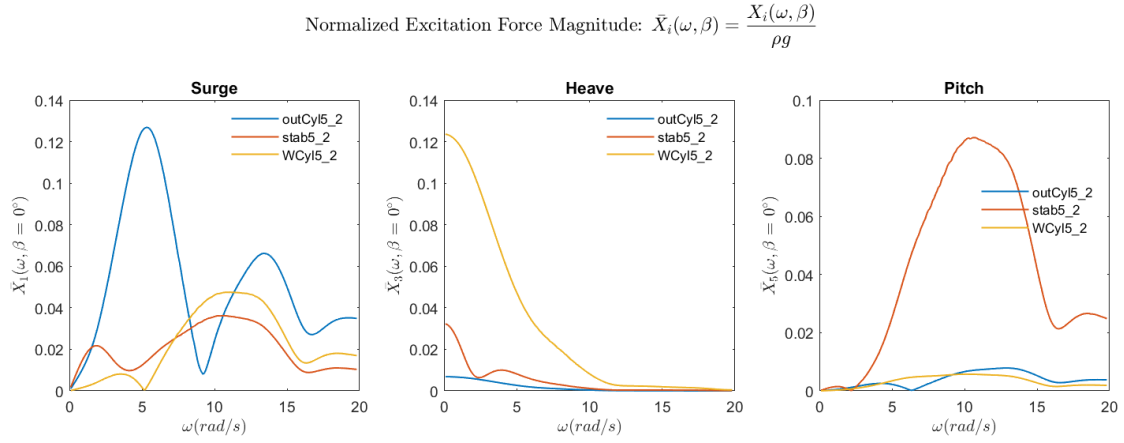 Normalized Excitation Force Magnitude: X̄ᵢ(ω, β) = Xᵢ(ω, β) / ρg
Surge
X̄₁(ω, β = 0°)
0.14
0.12
0.1
0.08
0.06
0.04
0.02
0
outCyl5_2
stab5_2
WCyl5_2
0 5 10 15 20
ω(rad/s)
Heave
X̄₃(ω, β = 0°)
0.14
0.12
0.1
0.08
0.06
0.04
0.02
0
outCyl5_2
stab5_2
WCyl5_2
0 5 10 15 20
ω(rad/s)
Pitch
X̄₅(ω, β = 0°)
0.1
0.08
0.06
0.04
0.02
0
outCyl5_2
stab5_2
WCyl5_2
0 5 10 15 20
ω(rad/s)